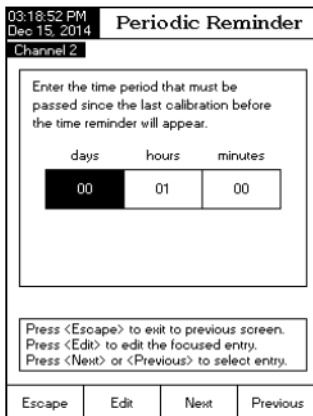 03:18:52 PM
Dec 15, 2014
Periodic Reminder
Channel 2
Enter the time period that must be
passed since the last calibration before
the time reminder will appear.
days hours minutes
00 01 00
Press <Escape> to exit to previous screen.
Press <Edit> to edit the focused entry.
Press <Next> or <Previous> to select entry.
Escape Edit Next Previous